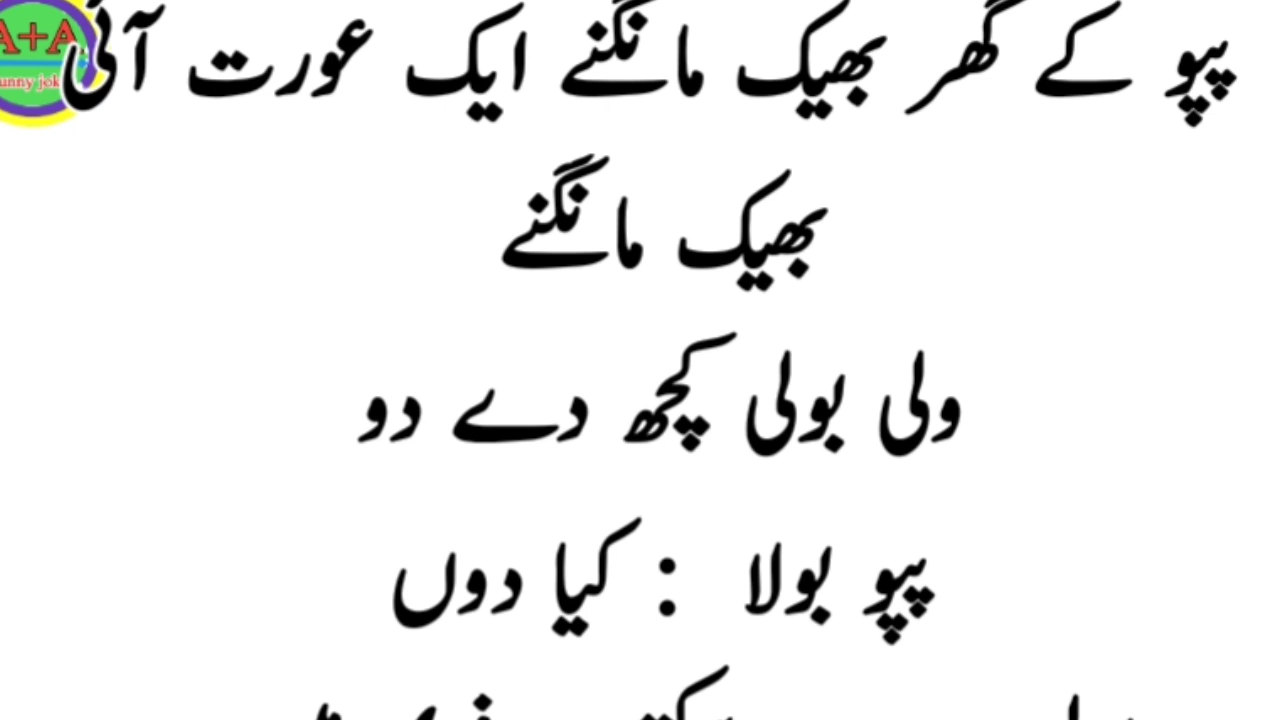 A+A
پپو کے گھر بھیک مانگنے ایک عورت آئی
بھیک مانگنے
ولی بولی کچھ دے دو
پپو بولا : کیا دوں